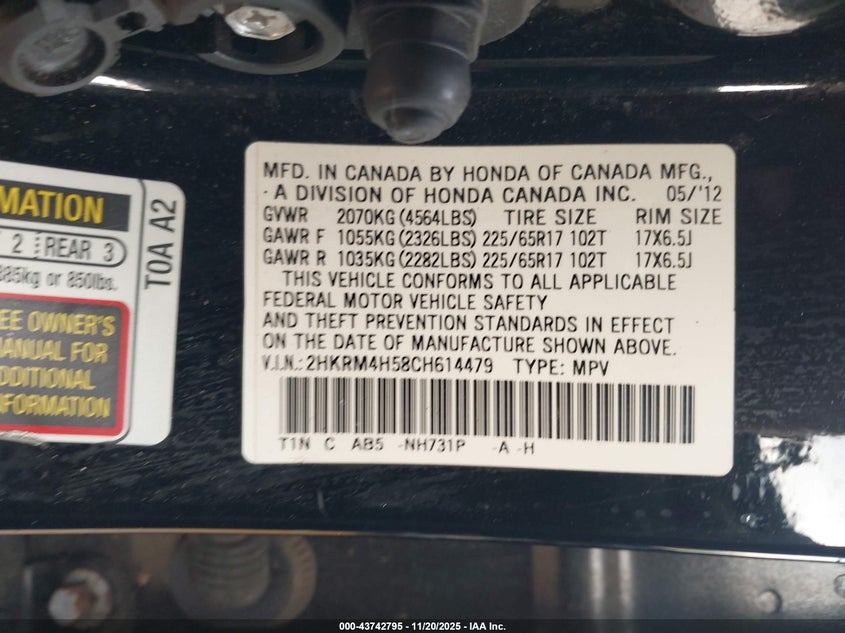 MATION
2 REAR 3
385kg or 850lbs.
EE OWNER'S
MANUAL FOR
DDITIONAL
NFORMATION
T0A A2
MFD. IN CANADA BY HONDA OF CANADA MFG.,
A DIVISION OF HONDA CANADA INC. 05/'12
GVWR 2070KG (4564LBS) TIRE SIZE RIM SIZE
GAWR F 1055KG (2326LBS) 225/65R17 102T 17X6.5J
GAWR R 1035KG (2282LBS) 225/65R17 102T 17X6.5J
THIS VEHICLE CONFORMS TO ALL APPLICABLE
FEDERAL MOTOR VEHICLE SAFETY
AND THEFT PREVENTION STANDARDS IN EFFECT
ON THE DATE OF MANUFACTURE SHOWN ABOVE.
V.I.N.: 2HKRM4H58CH614479 TYPE: MPV
T1N C AB5 -NH731P -A -H
000-43742795 - 11/20/2025 - IAA Inc.